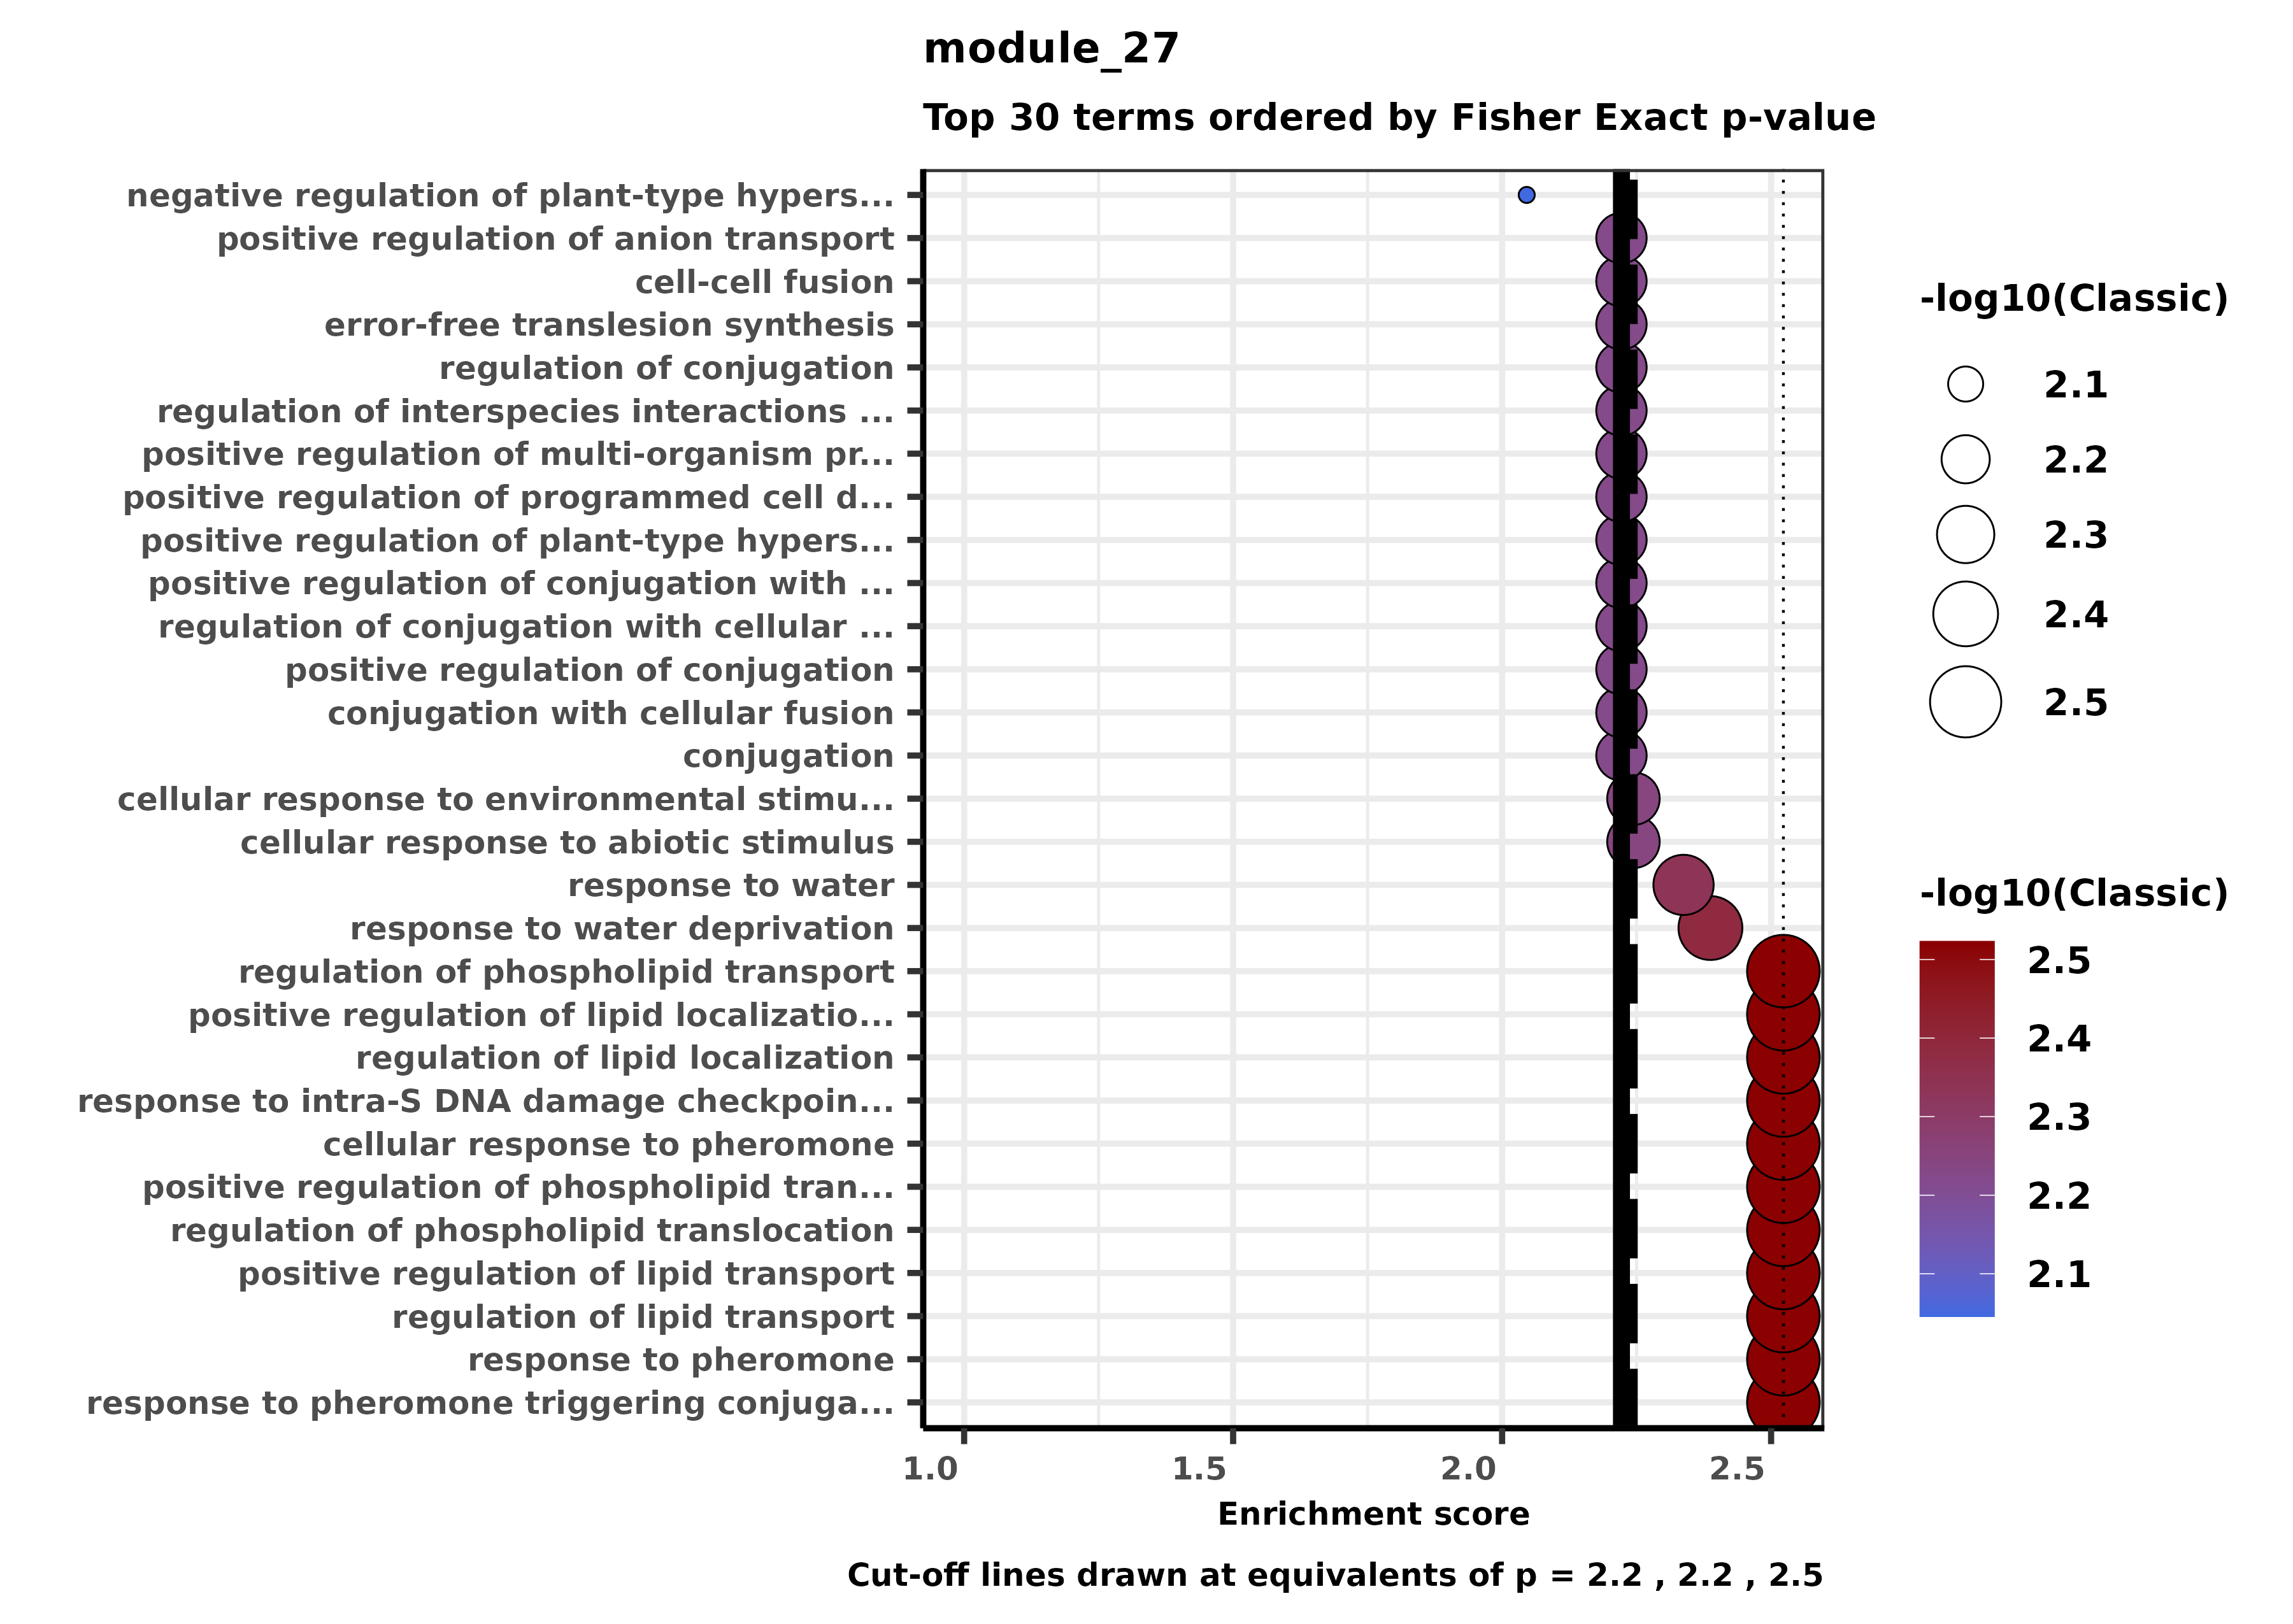 module_27
Top 30 terms ordered by Fisher Exact p-value
negative regulation of plant-type hypers...
positive regulation of anion transport
cell-cell fusion
error-free translesion synthesis
regulation of conjugation
regulation of interspecies interactions ...
positive regulation of multi-organism pr...
positive regulation of programmed cell d...
positive regulation of plant-type hypers...
positive regulation of conjugation with ...
regulation of conjugation with cellular ...
positive regulation of conjugation
conjugation with cellular fusion
conjugation
cellular response to environmental stimu...
cellular response to abiotic stimulus
response to water
response to water deprivation
regulation of phospholipid transport
positive regulation of lipid localizatio...
regulation of lipid localization
response to intra-S DNA damage checkpoin...
cellular response to pheromone
positive regulation of phospholipid tran...
regulation of phospholipid translocation
positive regulation of lipid transport
regulation of lipid transport
response to pheromone
response to pheromone triggering conjuga...
1.0 1.5 2.0 2.5
Enrichment score
Cut-off lines drawn at equivalents of p = 2.2 , 2.2 , 2.5
-log10(Classic)
2.1
2.2
2.3
2.4
2.5
-log10(Classic)
2.5
2.4
2.3
2.2
2.1